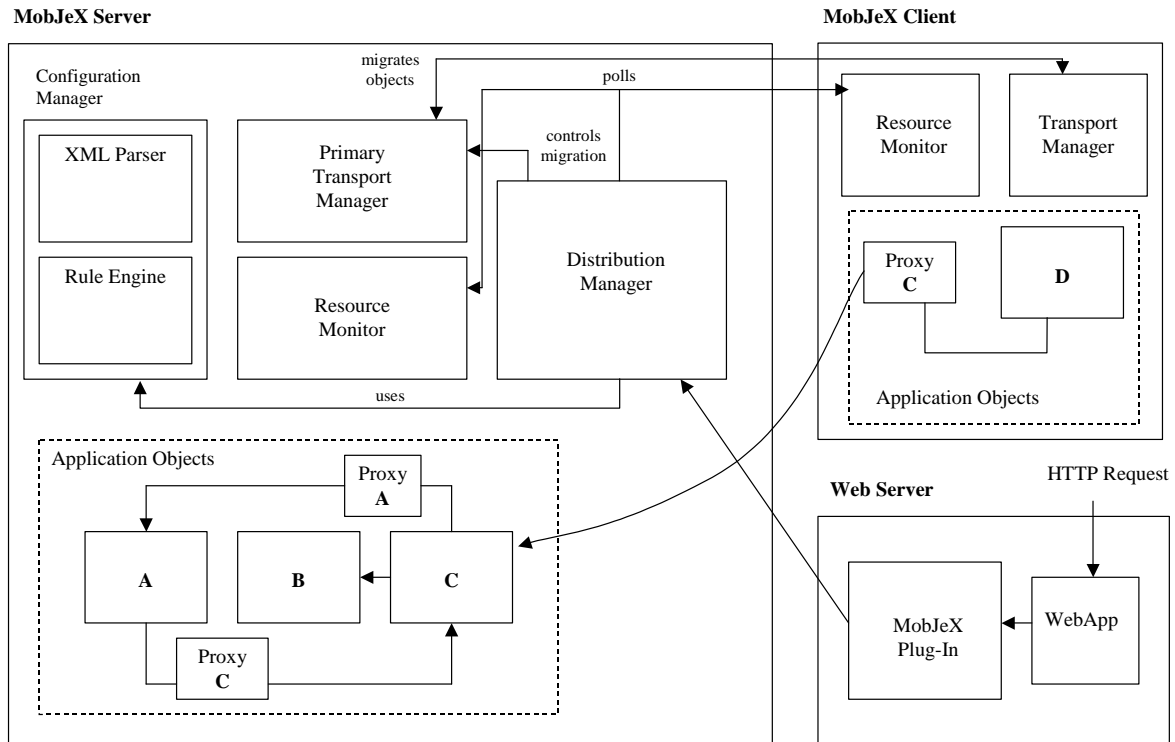 MobJeX Server
Configuration
Manager
XML Parser
Rule Engine
migrates
objects
polls
controls
migration
Primary
Transport
Manager
Resource
Monitor
Distribution
Manager
uses
Application Objects
Proxy
A
A
B
C
Proxy
C
MobJeX Client
Resource
Monitor
Transport
Manager
Proxy
C
D
Application Objects
HTTP Request
Web Server
MobJeX
Plug-In
WebApp